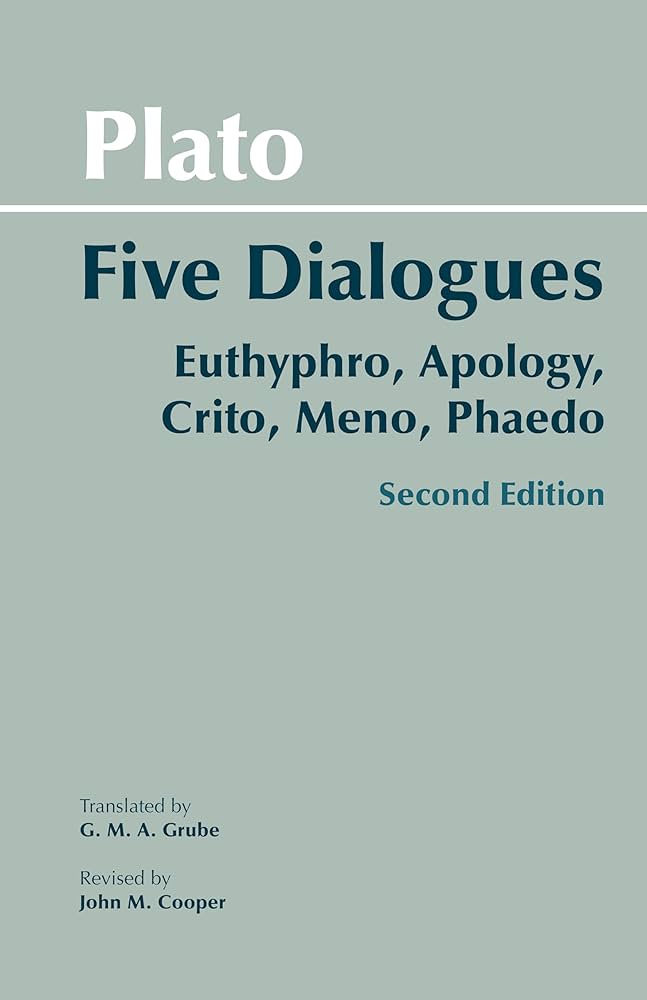 Plato
Five Dialogues
Euthyphro, Apology,
Crito, Meno, Phaedo
Second Edition
Translated by
G. M. A. Grube
Revised by
John M. Cooper